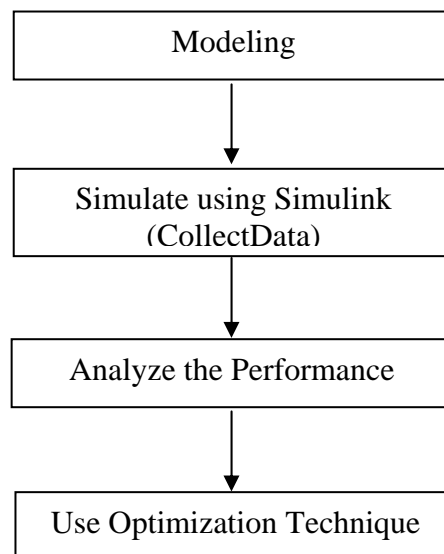 Modeling
Simulate using Simulink
(CollectData)
Analyze the Performance
Use Optimization Technique